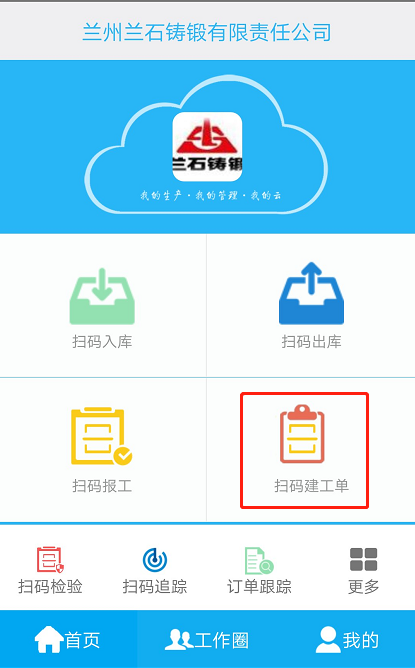 兰州兰石铸锻有限责任公司
兰石铸锻
我的生产·我的管理·我的云
扫码入库
扫码出库
扫码报工
扫码建工单
扫码检验
扫码追踪
订单跟踪
更多
首页
工作圈
我的